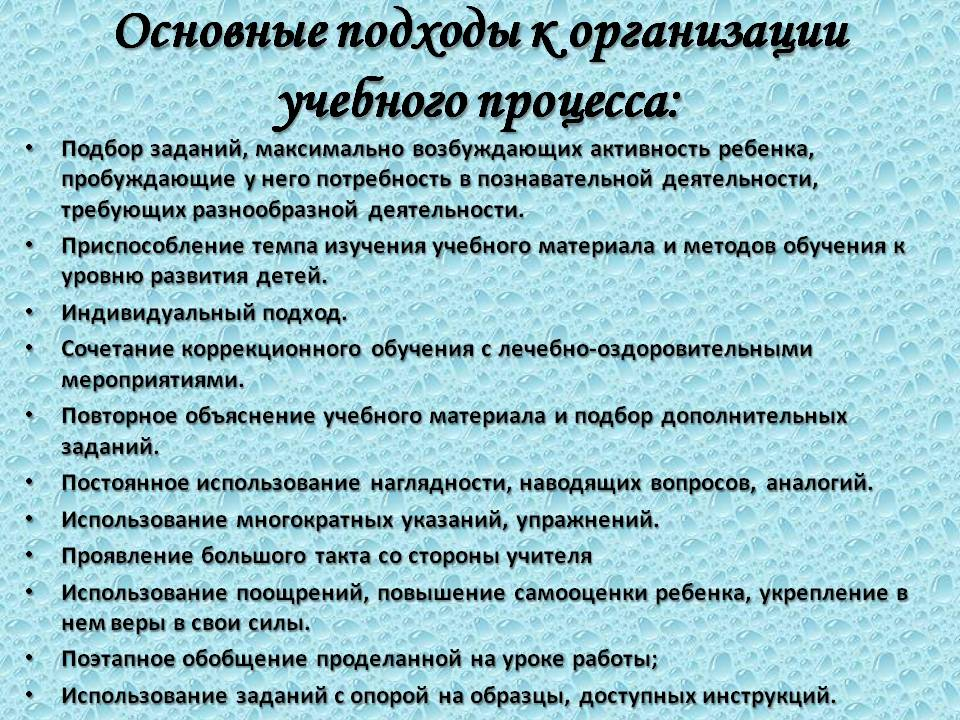 Основные подходы к организации
учебного процесса:
• Подбор заданий, максимально возбуждающих активность ребенка,
пробуждающие у него потребность в познавательной деятельности,
требующих разнообразной деятельности.
• Приспособление темпа изучения учебного материала и методов обучения к
уровню развития детей.
• Индивидуальный подход.
• Сочетание коррекционного обучения с лечебно-оздоровительными
мероприятиями.
• Повторное объяснение учебного материала и подбор дополнительных
заданий.
• Постоянное использование наглядности, наводящих вопросов, аналогий.
• Использование многократных указаний, упражнений.
• Проявление большого такта со стороны учителя
• Использование поощрений, повышение самооценки ребенка, укрепление в
нем веры в свои силы.
• Поэтапное обобщение проделанной на уроке работы;
• Использование заданий с опорой на образцы, доступных инструкций.